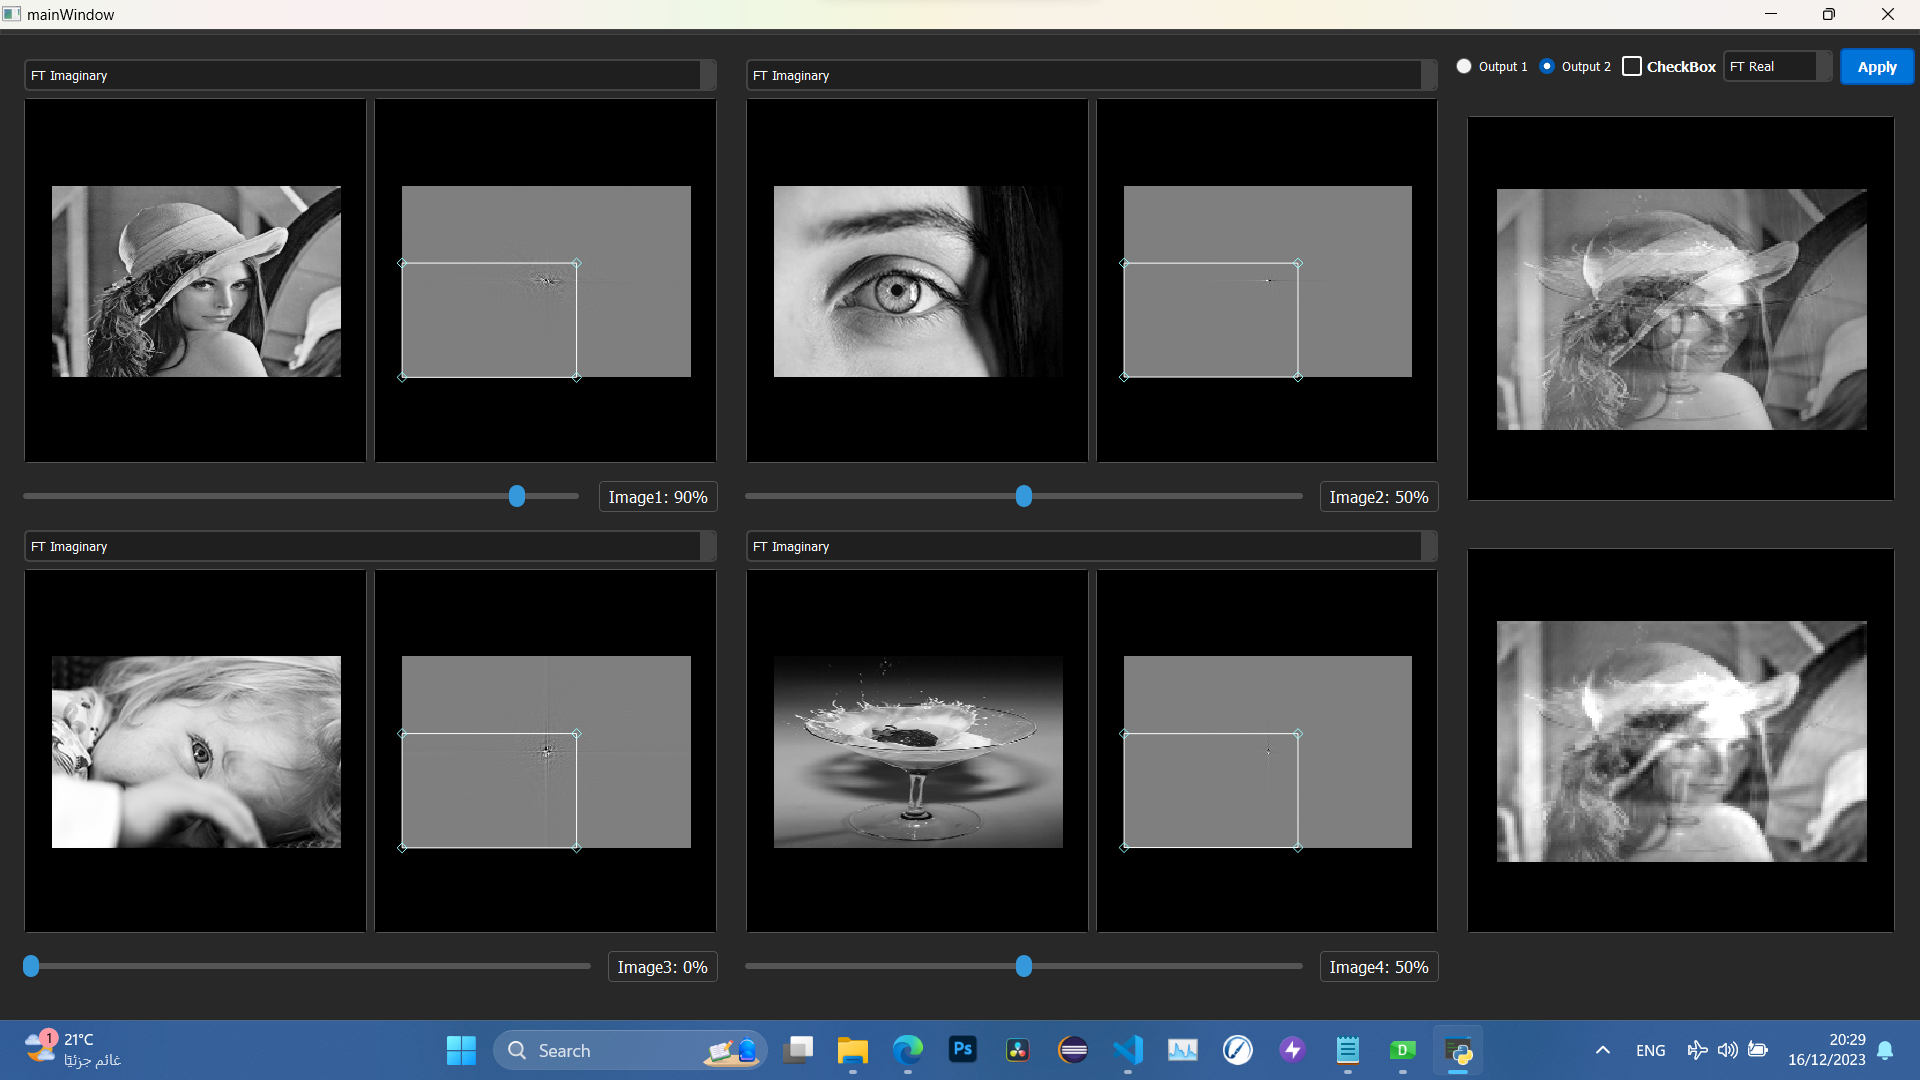 mainWindow
FT Imaginary
FT Imaginary
Output 1
Output 2
CheckBox
FT Real
Apply
Image1: 90%
Image2: 50%
FT Imaginary
FT Imaginary
Image3: 0%
Image4: 50%
1
21°C
غائم جزئيًا
Search
Ps
D
ENG
20:29
16/12/2023